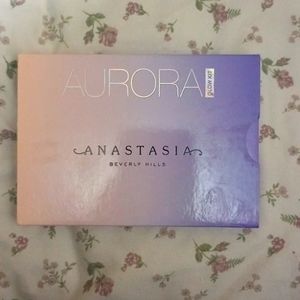 AURORA
GLOW KIT
ANASTASIA
BEVERLY HILLS